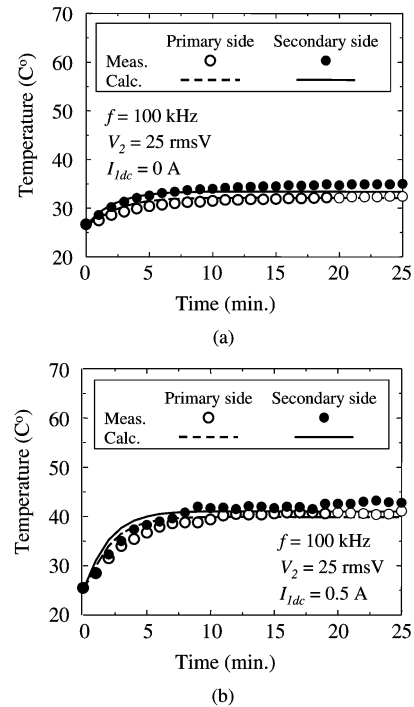 70
60
50
40
30
20
Temperature (C°)
Primary side Secondary side
Meas.
Calc.
f = 100 kHz
V2 = 25 rmsV
I1dc = 0 A
0 5 10 15 20 25
Time (min.)
(a)
70
60
50
40
30
20
Temperature (C°)
Primary side Secondary side
Meas.
Calc.
f = 100 kHz
V2 = 25 rmsV
I1dc = 0.5 A
0 5 10 15 20 25
Time (min.)
(b)